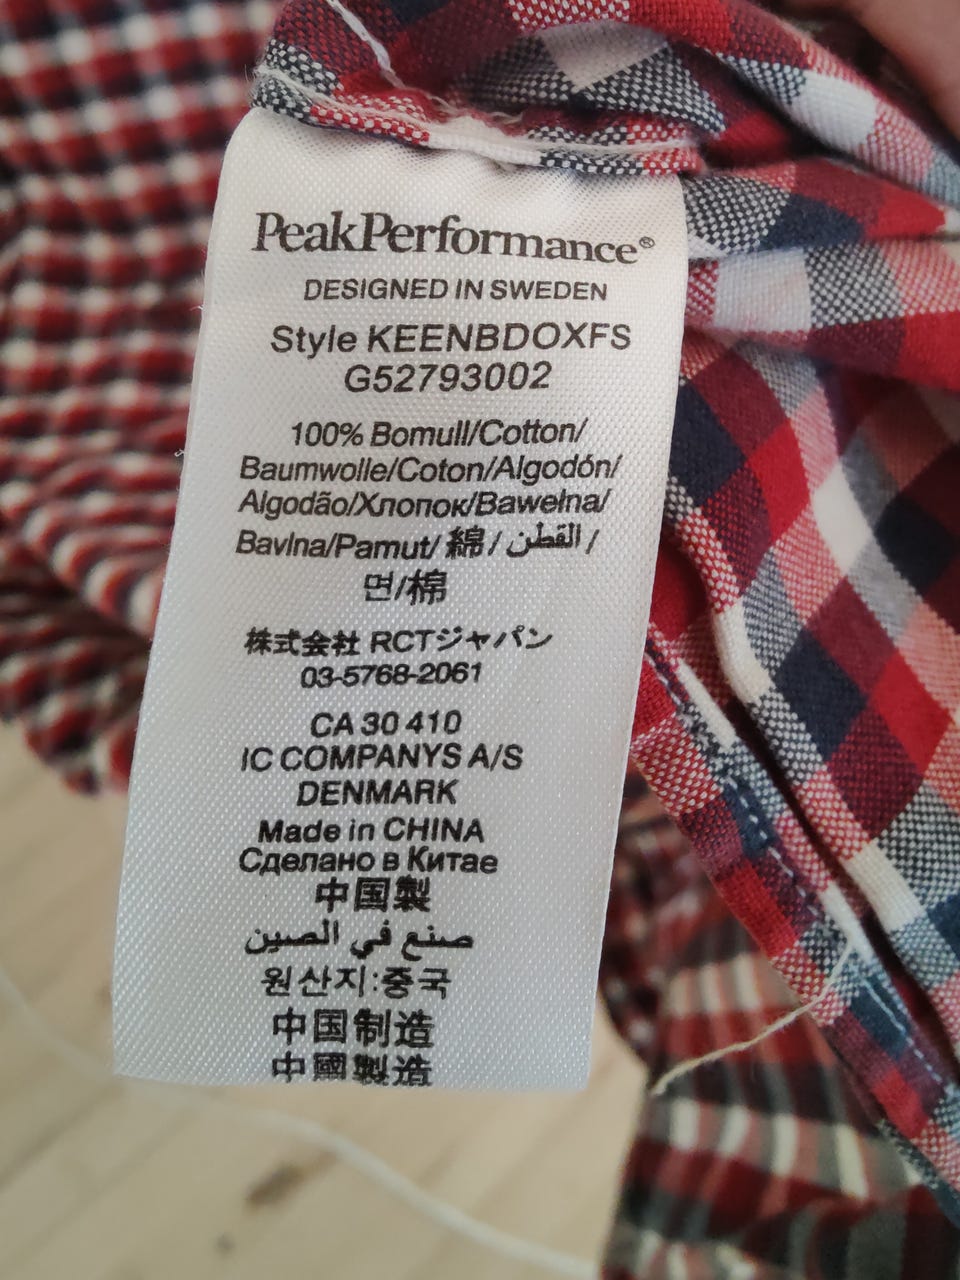 PeakPerformance®
DESIGNED IN SWEDEN
Style KEENBDOXFS
G52793002
100% Bomull/Cotton/
Baumwolle/Coton/Algodón/
Algodão/Хлопок/Bawełna/
Bavlna/Pamut/ 綿 / القطن /
면/棉
株式会社 RCTジャパン
03-5768-2061
CA 30 410
IC COMPANYS A/S
DENMARK
Made in CHINA
Сделано в Китае
中国製
صنع في الصين
원산지:중국
中国制造
中國製造